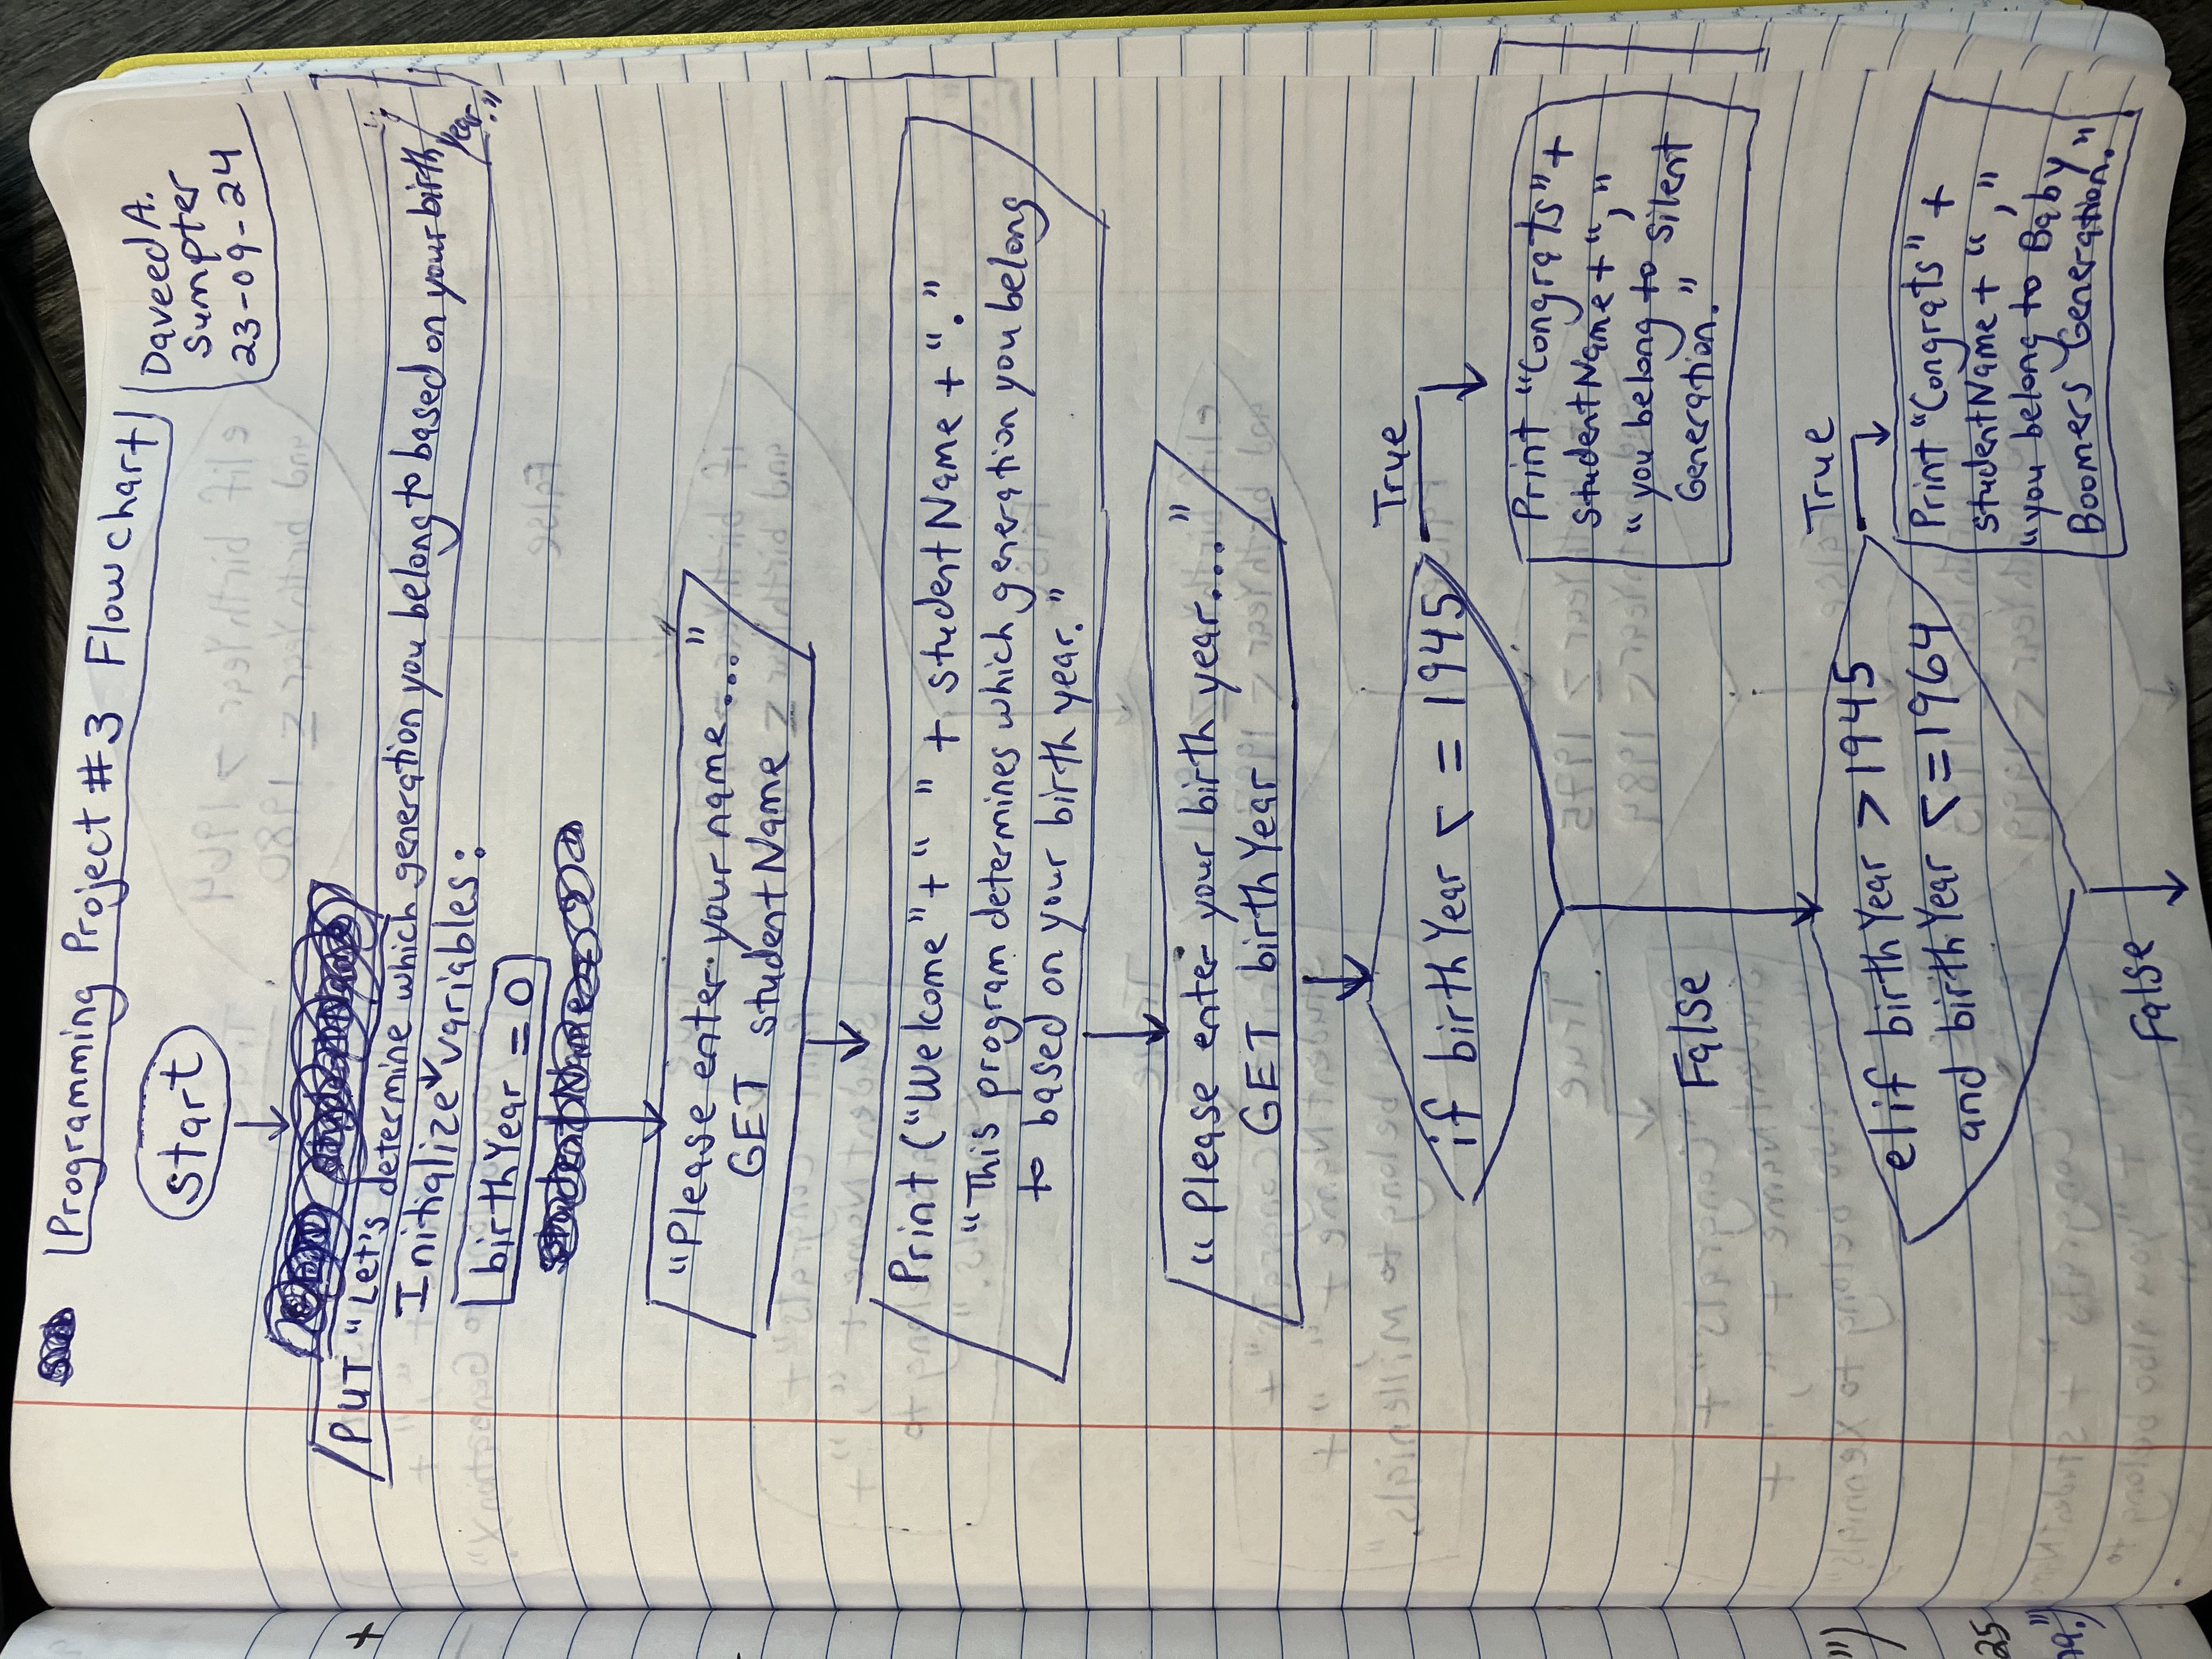 Programming Project #3 Flowchart
Daveed A.
Sumpter
23-09-24
start
PUT "Let's determine which generation you belong to based on your birth year."
Initialize variables:
birthYear = 0
"Please enter your name..."
GET studentName
Print ("Welcome"+" " + studentName + "."
"This program determines which generation you belong
to based on your birth year."
"Please enter your birth year..."
GET birthYear
if birthYear <= 1945
True
Print "Congrats"+
studentName+","
"you belong to Silent
Generation."
False
elif birthYear >1945
and birthYear <=1964
True
Print "Congrats" +
studentName + ","
"you belong to Baby
Boomers Generation."
False